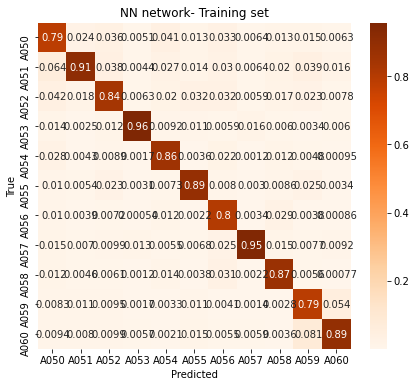 NN network- Training set
A050 0.79 0.024 0.036 0.0051 0.041 0.013 0.033 0.0064 0.013 0.015 0.0063
A051 0.064 0.91 0.038 0.0044 0.027 0.014 0.03 0.0064 0.02 0.039 0.016
A052 0.042 0.018 0.84 0.0063 0.02 0.032 0.032 0.0059 0.017 0.023 0.0078
A053 0.014 0.0025 0.012 0.96 0.0092 0.011 0.0059 0.016 0.006 0.0034 0.006
A054 0.028 0.0043 0.0089 0.0017 0.86 0.0036 0.022 0.0012 0.012 0.0048 0.00095
A055 0.01 0.0054 0.023 0.0031 0.0073 0.89 0.008 0.003 0.0086 0.025 0.0034
A056 0.01 0.0039 0.0072 0.00054 0.012 0.0022 0.8 0.0034 0.029 0.0038 0.00086
A057 0.015 0.007 0.0099 0.013 0.0055 0.0068 0.025 0.95 0.015 0.0077 0.0092
A058 0.012 0.0046 0.0061 0.0012 0.014 0.0038 0.031 0.0022 0.87 0.0056 0.00077
A059 0.0083 0.011 0.0095 0.0017 0.0033 0.011 0.0041 0.0014 0.0028 0.79 0.054
A060 0.0094 0.008 0.0099 0.0057 0.0021 0.015 0.0055 0.0059 0.0036 0.081 0.89
A050 A051 A052 A053 A054 A055 A056 A057 A058 A059 A060
Predicted
True
0.8
0.6
0.4
0.2